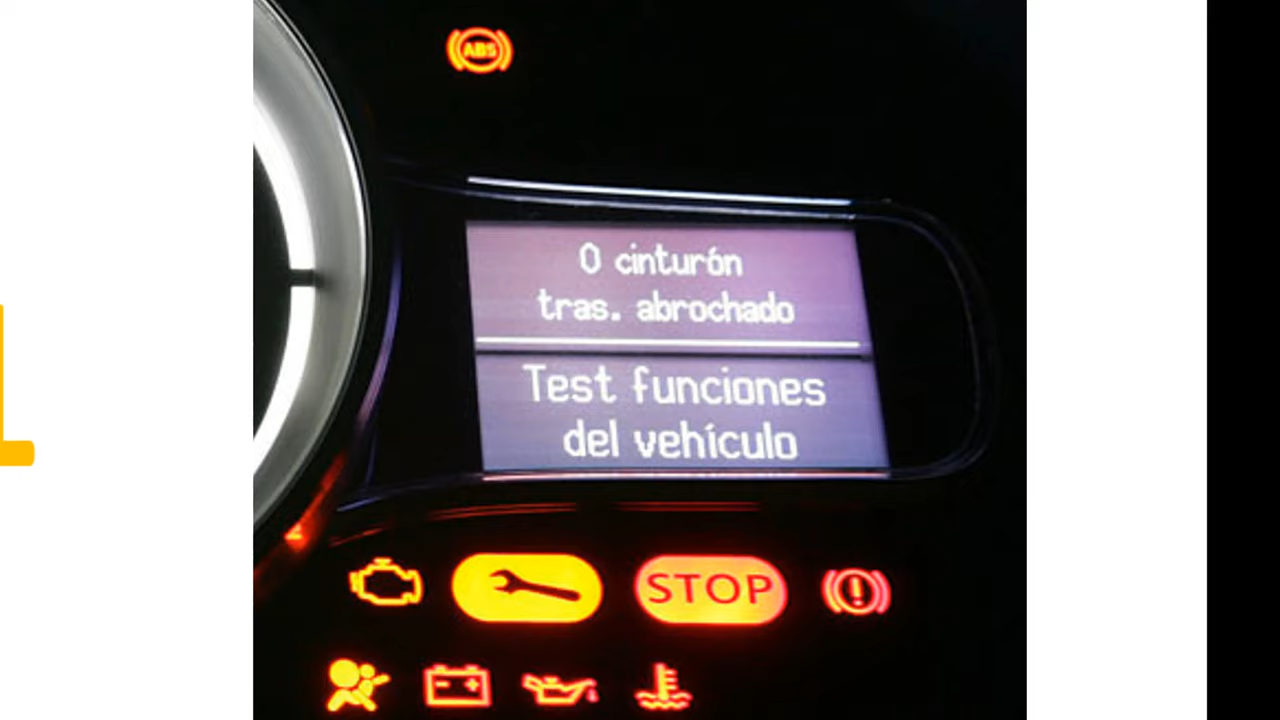 ABS
0 cinturón
tras. abrochado
Test funciones
del vehículo
STOP